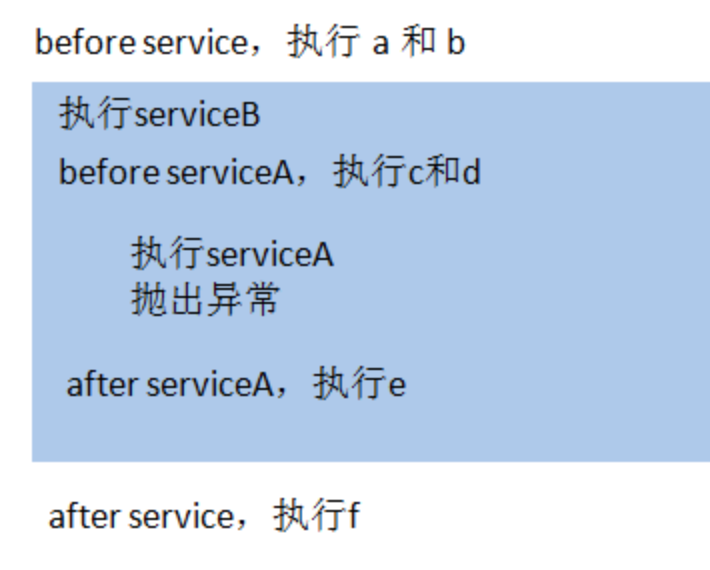 before service，执行 a 和 b
执行serviceB
before serviceA，执行c和d
执行serviceA
抛出异常
after serviceA，执行e
after service，执行f